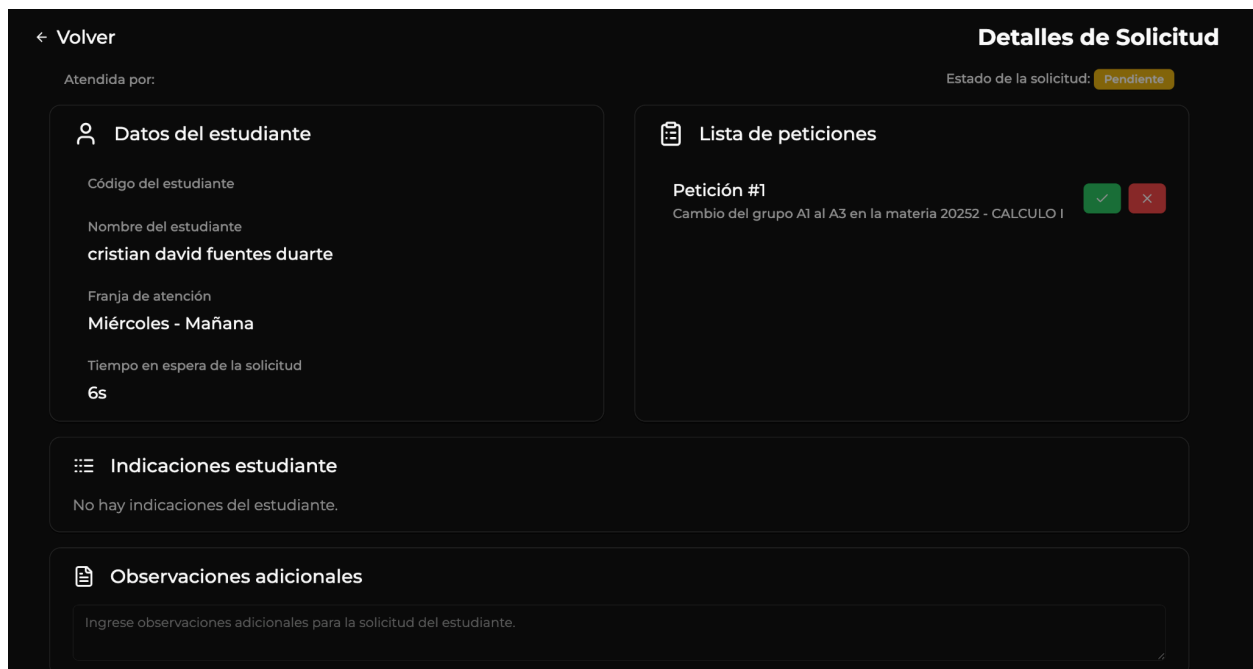 ← Volver
Detalles de Solicitud
Atendida por:
Estado de la solicitud: Pendiente
Datos del estudiante
Código del estudiante
Nombre del estudiante
cristian david fuentes duarte
Franja de atención
Miércoles - Mañana
Tiempo en espera de la solicitud
6s
Lista de peticiones
Petición #1
Cambio del grupo A1 al A3 en la materia 20252 - CALCULO I
Indicaciones estudiante
No hay indicaciones del estudiante.
Observaciones adicionales
Ingrese observaciones adicionales para la solicitud del estudiante.